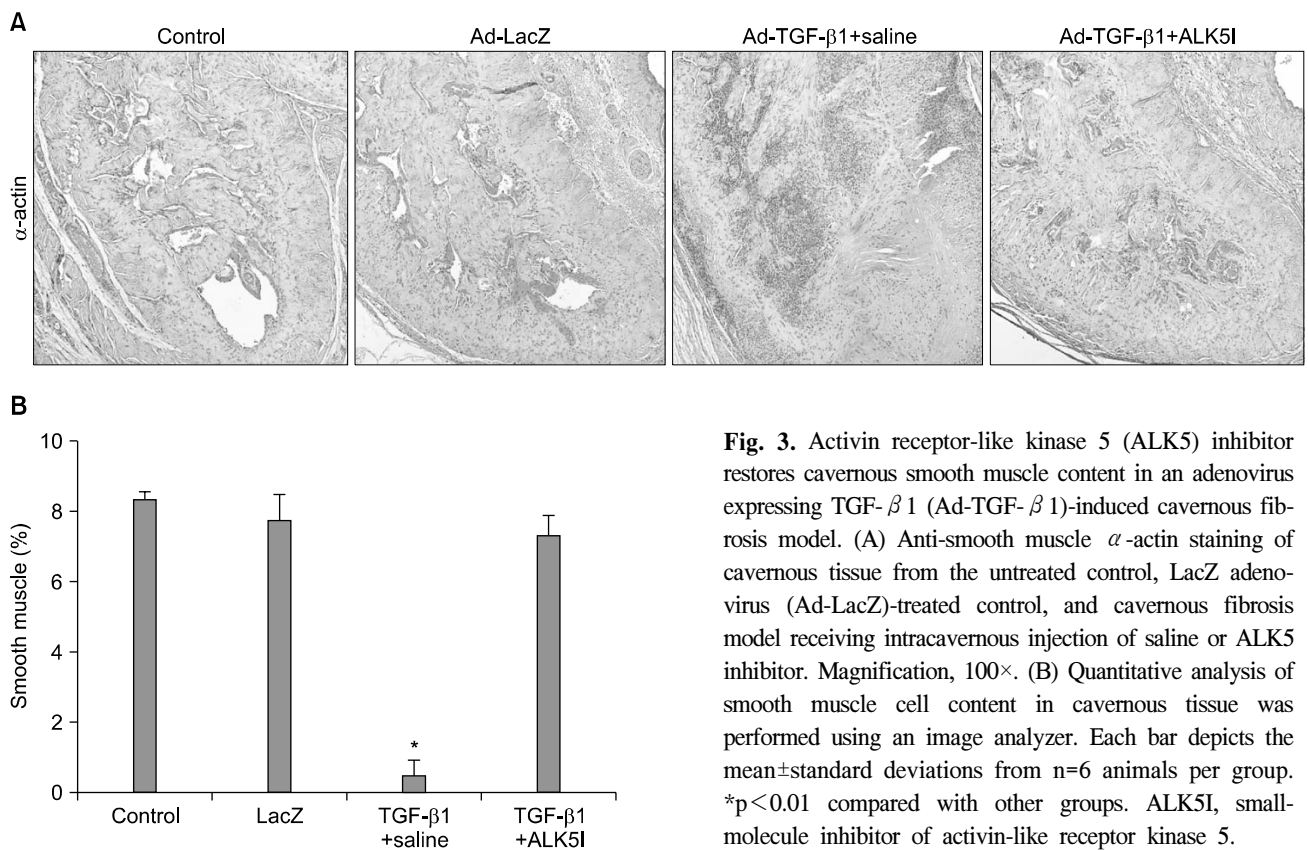 A
Control Ad-LacZ Ad-TGF-β1+saline Ad-TGF-β1+ALK5I
α-actin
B
10
8
6
4
2
0
Smooth muscle (%)
*
Control LacZ TGF-β1 TGF-β1
+saline +ALK5I
Fig. 3. Activin receptor-like kinase 5 (ALK5) inhibitor
restores cavernous smooth muscle content in an adenovirus
expressing TGF-β1 (Ad-TGF-β1)-induced cavernous fib-
rosis model. (A) Anti-smooth muscle α-actin staining of
cavernous tissue from the untreated control, LacZ adeno-
virus (Ad-LacZ)-treated control, and cavernous fibrosis
model receiving intracavernous injection of saline or ALK5
inhibitor. Magnification, 100×. (B) Quantitative analysis of
smooth muscle cell content in cavernous tissue was
performed using an image analyzer. Each bar depicts the
mean±standard deviations from n=6 animals per group.
*p<0.01 compared with other groups. ALK5I, small-
molecule inhibitor of activin-like receptor kinase 5.